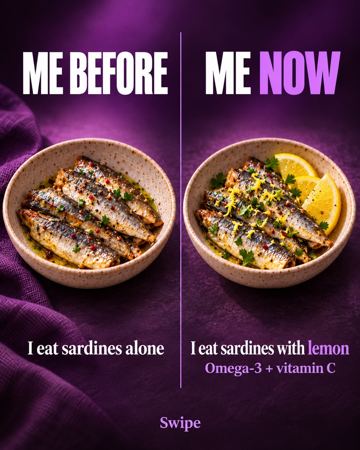 ME BEFORE
ME NOW
I eat sardines alone
I eat sardines with lemon
Omega-3 + vitamin C
Swipe